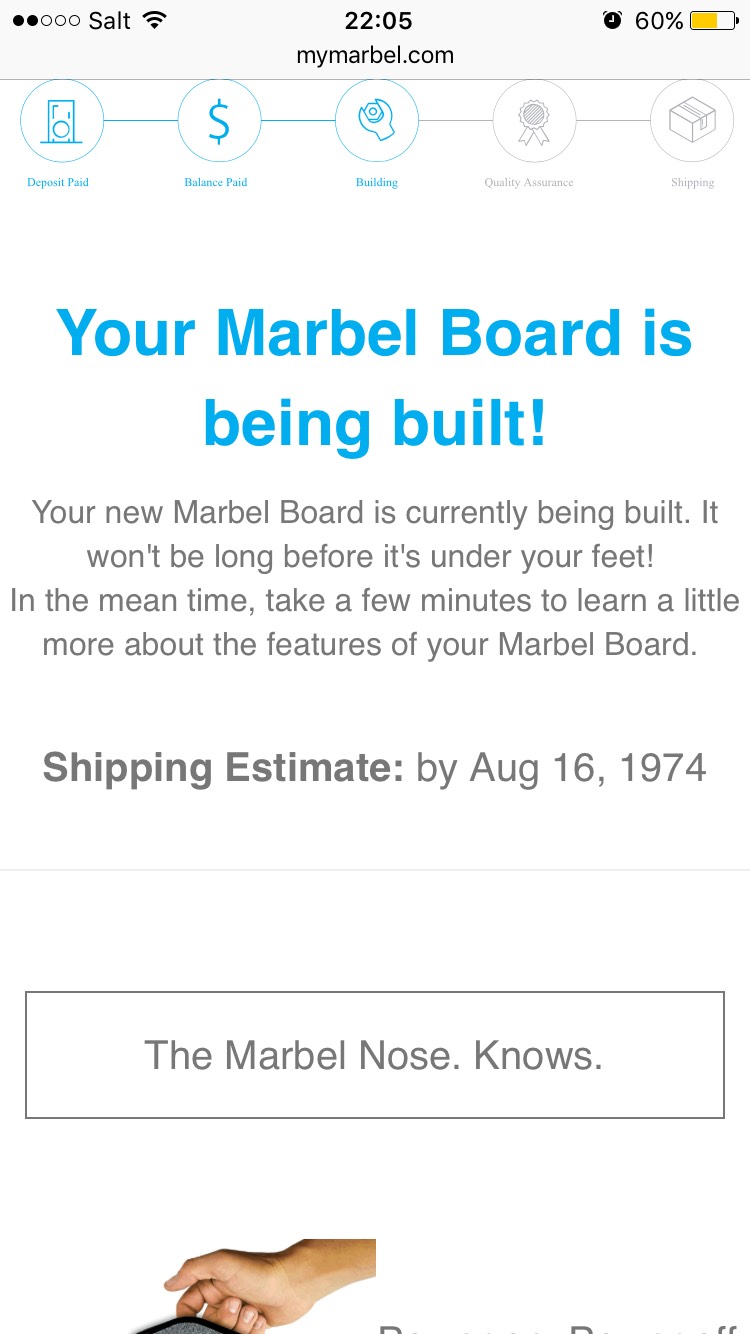 Salt 22:05 60%
mymarbel.com
Deposit Paid Balance Paid Building Quality Assurance Shipping
Your Marbel Board is
being built!
Your new Marbel Board is currently being built. It
won't be long before it's under your feet!
In the mean time, take a few minutes to learn a little
more about the features of your Marbel Board.
Shipping Estimate: by Aug 16, 1974
The Marbel Nose. Knows.